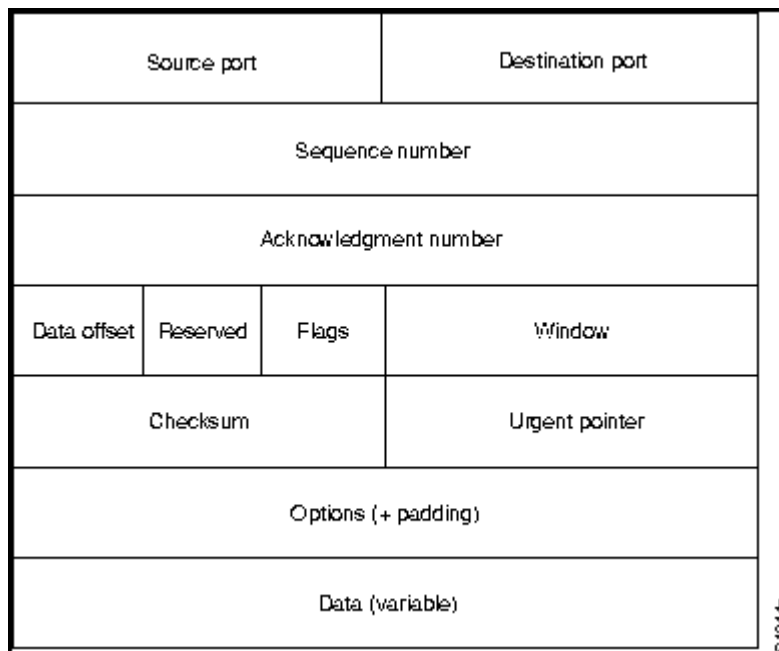 Source port
Destination port
Sequence number
Acknowledgment number
Data offset
Reserved
Flags
Window
Checksum
Urgent pointer
Options (+ padding)
Data (variable)